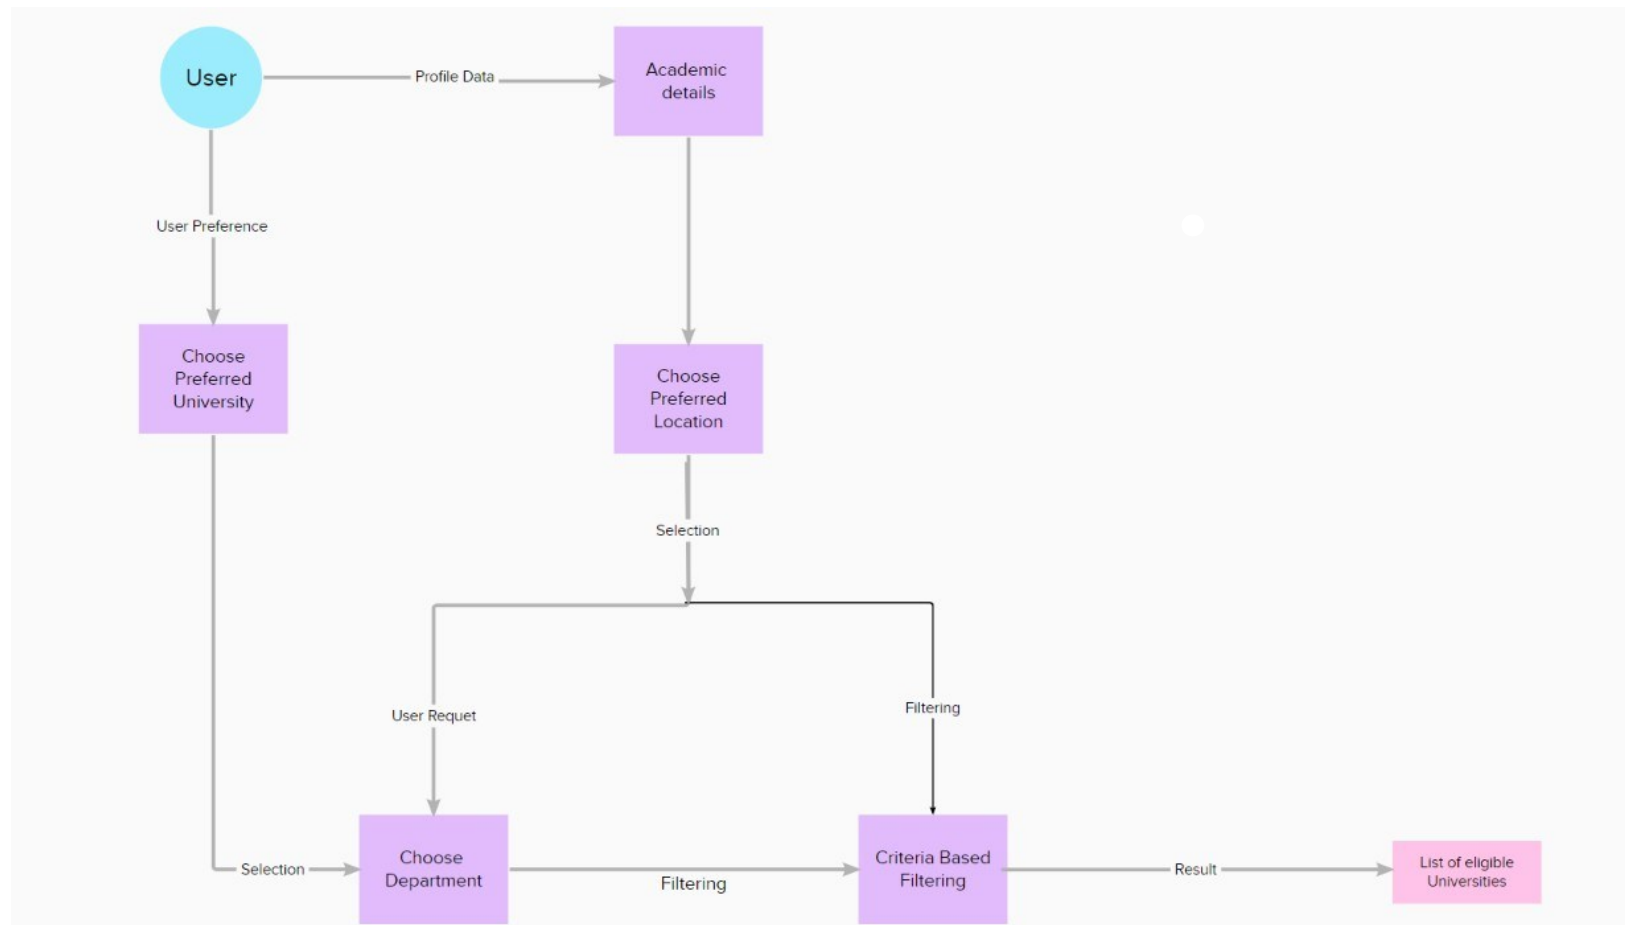 User
Profile Data
Academic
details
User Preference
Choose
Preferred
University
Choose
Preferred
Location
Selection
User Requet
Filtering
Selection
Choose
Department
Filtering
Criteria Based
Filtering
Result
List of eligible
Universities